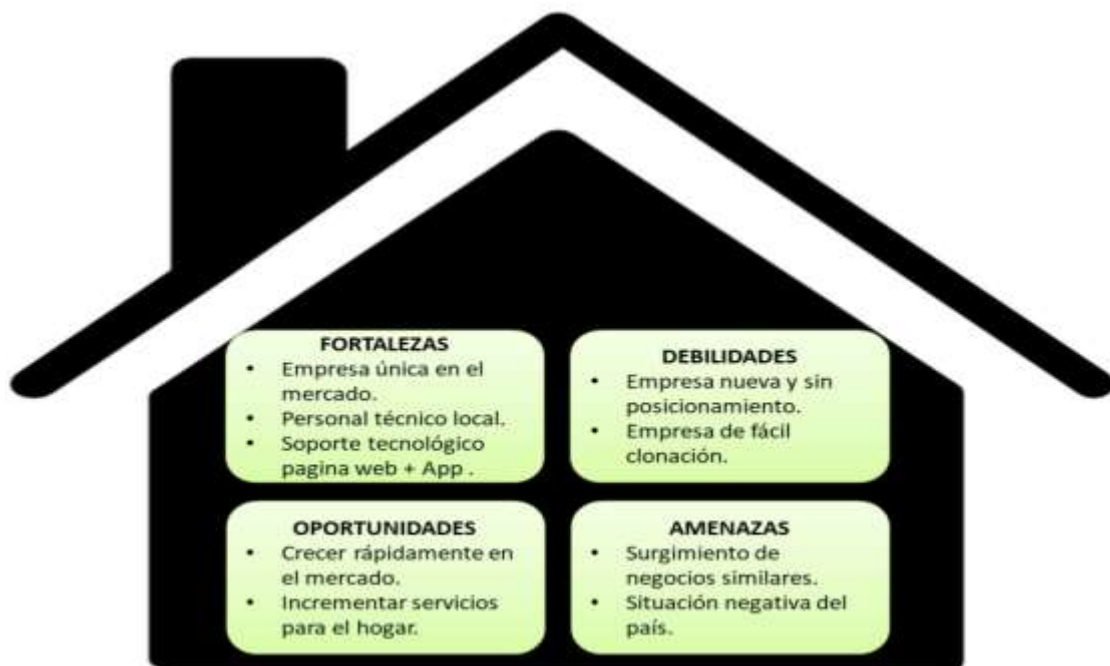 FORTALEZAS
• Empresa única en el
mercado.
• Personal técnico local.
• Soporte tecnológico
pagina web + App .
DEBILIDADES
• Empresa nueva y sin
posicionamiento.
• Empresa de fácil
clonación.
OPORTUNIDADES
• Crecer rápidamente en
el mercado.
• Incrementar servicios
para el hogar.
AMENAZAS
• Surgimiento de
negocios similares.
• Situación negativa del
país.